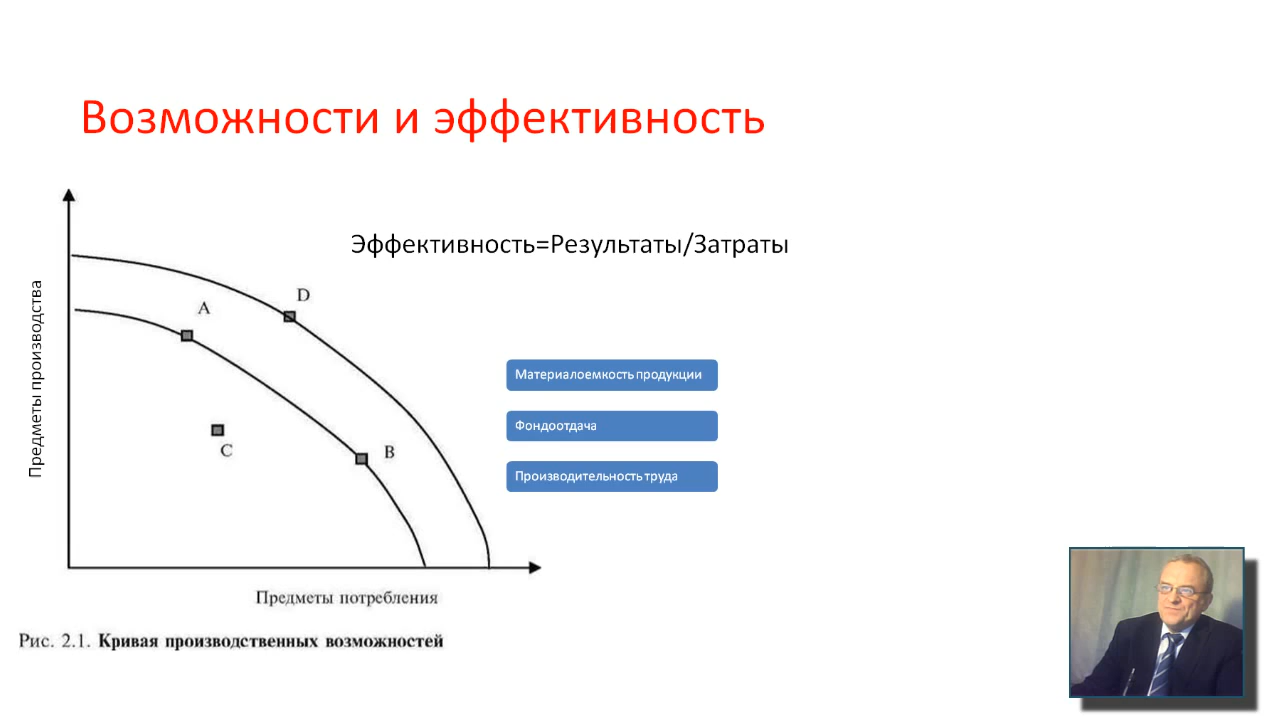 Возможности и эффективность
Эффективность=Результаты/Затраты
Предметы производства
A
D
C
B
Материалоемкость продукции
Фондоотдача
Производительность труда
Предметы потребления
Рис. 2.1. Кривая производственных возможностей